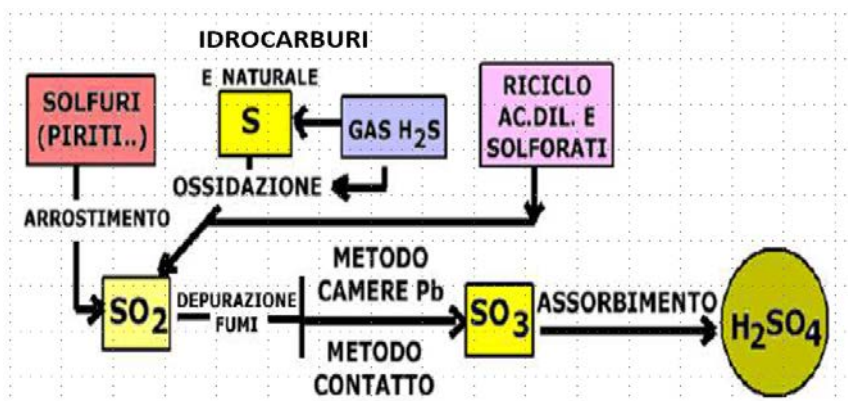 IDROCARBURI
E NATURALE
SOLFURI
(PIRITI..)
S
GAS H₂S
RICICLO
AC.DIL. E
SOLFORATI
OSSIDAZIONE
ARROSTIMENTO
SO₂
DEPURAZIONE
FUMI
METODO
CAMERE Pb
METODO
CONTATTO
SO₃
ASSORBIMENTO
H₂SO₄